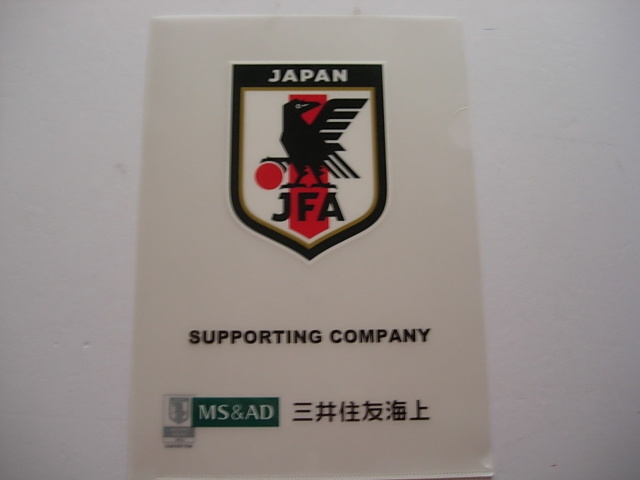 JAPAN
JFA
SUPPORTING COMPANY
MS&AD 三井住友海上